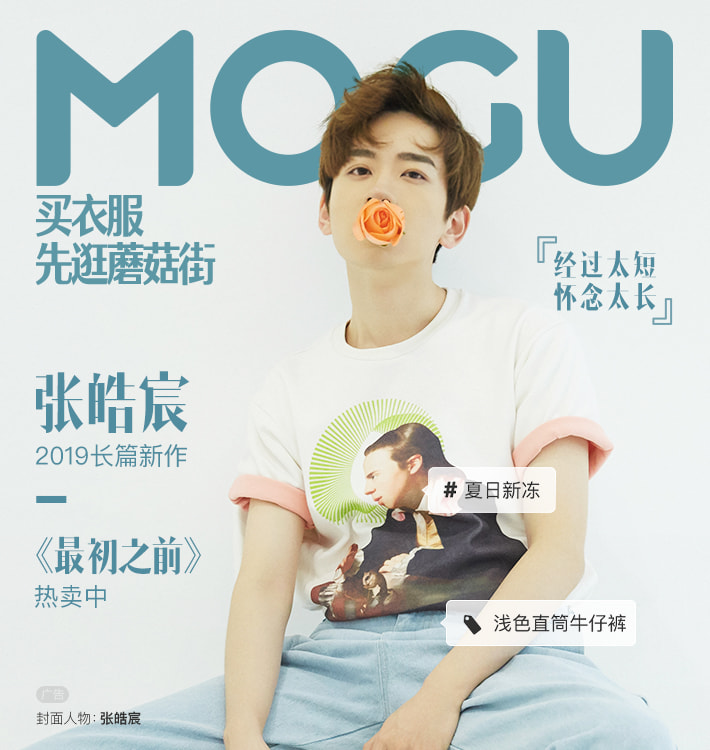 MOGU
买衣服
先逛蘑菇街
『经过太短
怀念太长』
张皓宸
2019长篇新作
《最初之前》
热卖中
# 夏日新冻
浅色直筒牛仔裤
广告
封面人物：张皓宸